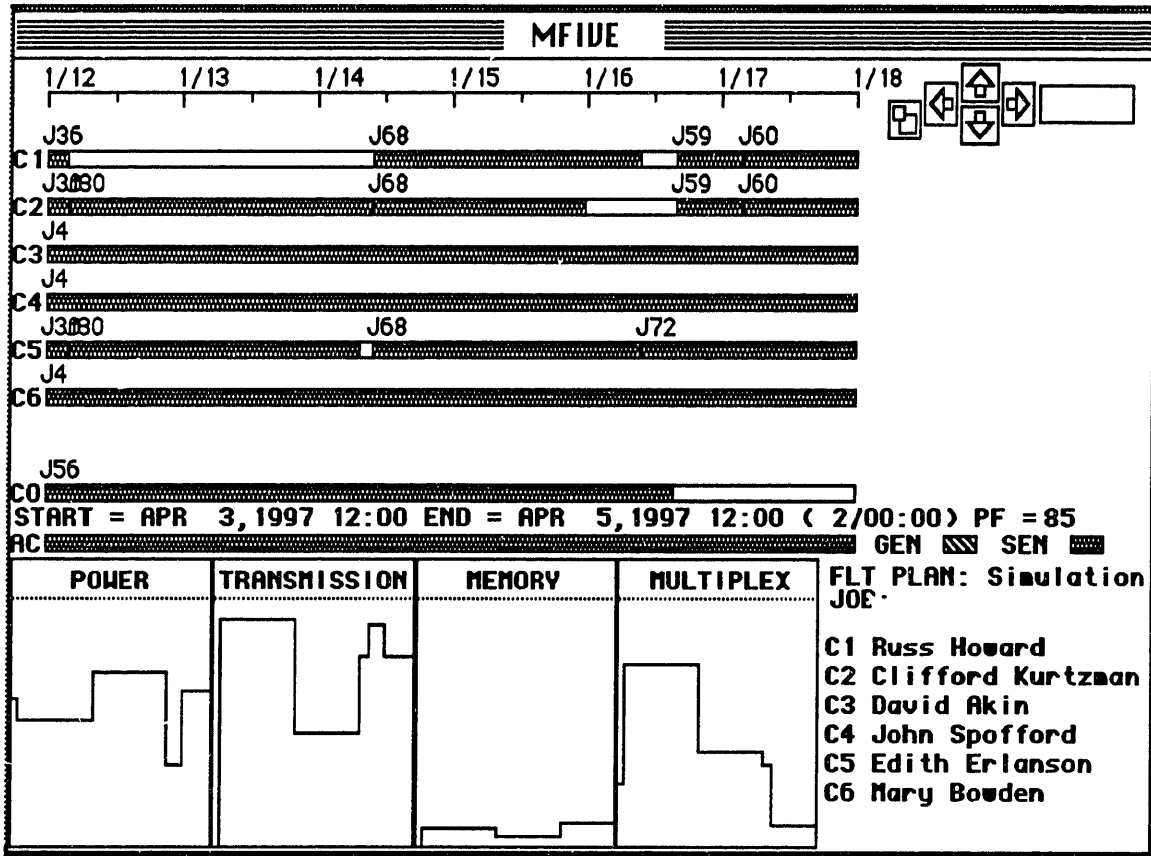 MFIVE
1/12 1/13 1/14 1/15 1/16 1/17 1/18
J36 J68 J59 J60
C1
J68 J59 J60
C2
J4
C3
J4
C4
J68 J72
C5
J4
C6
J56
C0
START = APR 3,1997 12:00 END = APR 5,1997 12:00 ( 2/00:00) PF =85
AC GEN SEN
POWER TRANSMISSION MEMORY MULTIPLEX
FLT PLAN: Simulation
C1 Russ Howard
C2 Clifford Kurtzman
C3 David Akin
C4 John Spofford
C5 Edith Erlanson
C6 Mary Bowden